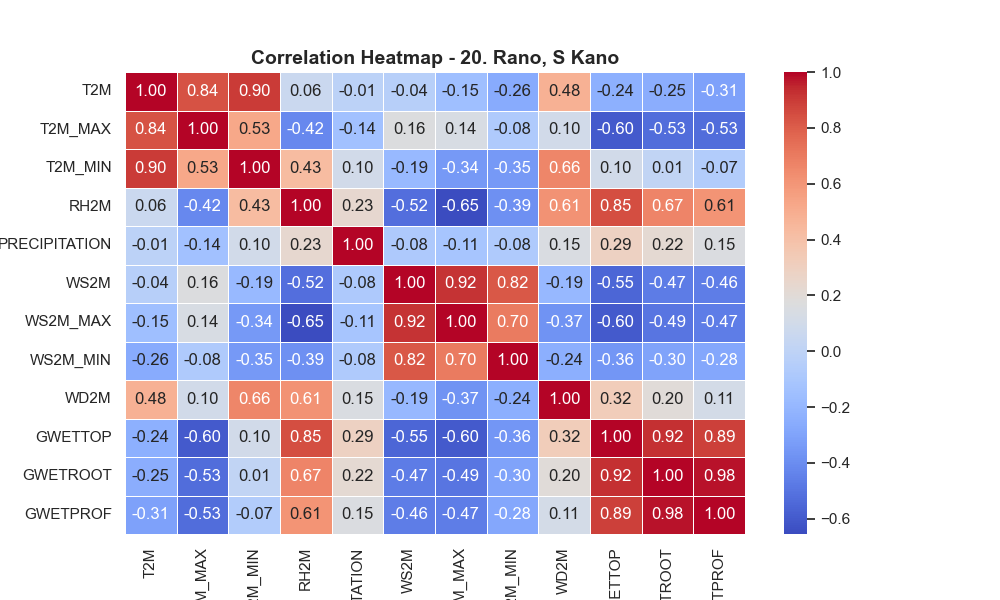 Correlation Heatmap - 20. Rano, S Kano
T2M 1.00 0.84 0.90 0.06 -0.01 -0.04 -0.15 -0.26 0.48 -0.24 -0.25 -0.31
T2M_MAX 0.84 1.00 0.53 -0.42 -0.14 0.16 0.14 -0.08 0.10 -0.60 -0.53 -0.53
T2M_MIN 0.90 0.53 1.00 0.43 0.10 -0.19 -0.34 -0.35 0.66 0.10 0.01 -0.07
RH2M 0.06 -0.42 0.43 1.00 0.23 -0.52 -0.65 -0.39 0.61 0.85 0.67 0.61
PRECIPITATION -0.01 -0.14 0.10 0.23 1.00 -0.08 -0.11 -0.08 0.15 0.29 0.22 0.15
WS2M -0.04 0.16 -0.19 -0.52 -0.08 1.00 0.92 0.82 -0.19 -0.55 -0.47 -0.46
WS2M_MAX -0.15 0.14 -0.34 -0.65 -0.11 0.92 1.00 0.70 -0.37 -0.60 -0.49 -0.47
WS2M_MIN -0.26 -0.08 -0.35 -0.39 -0.08 0.82 0.70 1.00 -0.24 -0.36 -0.30 -0.28
WD2M 0.48 0.10 0.66 0.61 0.15 -0.19 -0.37 -0.24 1.00 0.32 0.20 0.11
GWETTOP -0.24 -0.60 0.10 0.85 0.29 -0.55 -0.60 -0.36 0.32 1.00 0.92 0.89
GWETROOT -0.25 -0.53 0.01 0.67 0.22 -0.47 -0.49 -0.30 0.20 0.92 1.00 0.98
GWETPROF -0.31 -0.53 -0.07 0.61 0.15 -0.46 -0.47 -0.28 0.11 0.89 0.98 1.00
T2M M_MAX 2M_MIN RH2M TATION WS2M M_MAX 2M_MIN WD2M ETTOP TROOT TPROF
1.0
0.8
0.6
0.4
0.2
0.0
−0.2
−0.4
−0.6